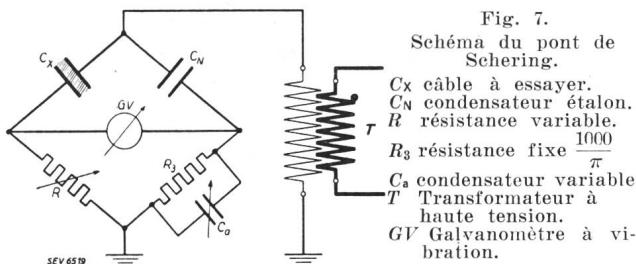 Fig. 7.
Schéma du pont de
Schering.
CX câble à essayer.
CN condensateur étalon.
R résistance variable.
R3 résistance fixe 1000/π
Ca condensateur variable
T Transformateur à
haute tension.
GV Galvanomètre à vi-
bration.
CX
CN
GV
T
R
R3
Ca
SEV 6519